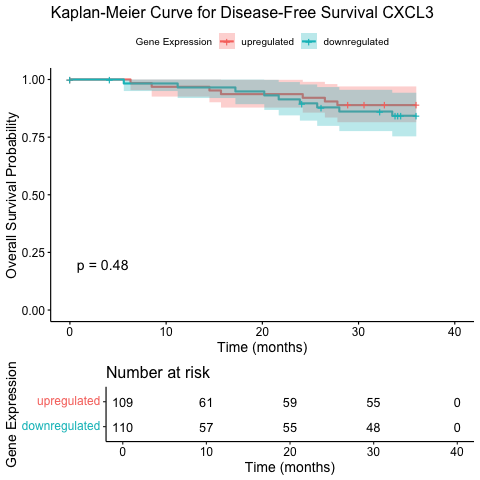 Kaplan-Meier Curve for Disease-Free Survival CXCL3
Gene Expression upregulated downregulated
Overall Survival Probability
1.00
0.75
0.50
0.25
0.00
p = 0.48
0 10 20 30 40
Time (months)
Number at risk
Gene Expression
upregulated 109 61 59 55 0
downregulated 110 57 55 48 0
0 10 20 30 40
Time (months)